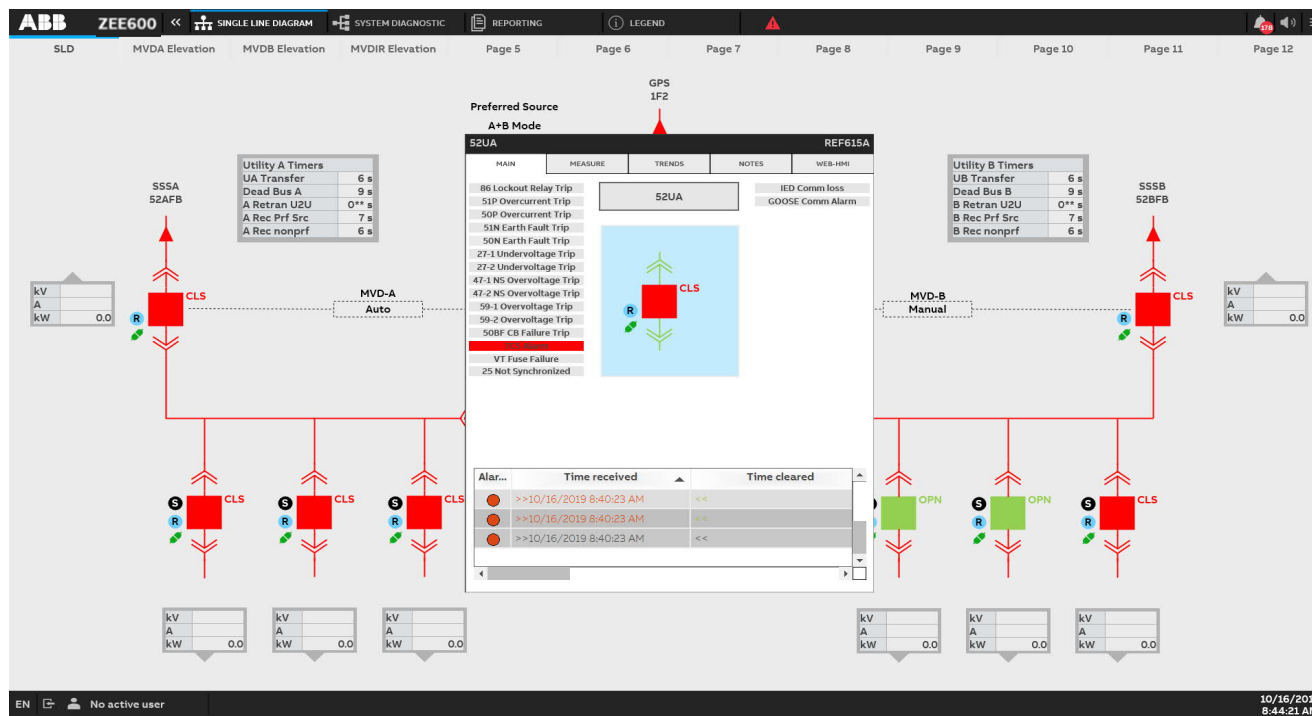 ABB ZEE600 << SINGLE LINE DIAGRAM SYSTEM DIAGNOSTIC REPORTING LEGEND 178
SLD MVDA Elevation MVDB Elevation MVDIR Elevation Page 5 Page 6 Page 7 Page 8 Page 9 Page 10 Page 11 Page 12
GPS
1F2
Preferred Source
A+B Mode
52UA REF615A
MAIN MEASURE TRENDS NOTES WEB-HMI
86 Lockout Relay Trip
51P Overcurrent Trip
50P Overcurrent Trip
51N Earth Fault Trip
50N Earth Fault Trip
27-1 Undervoltage Trip
27-2 Undervoltage Trip
47-1 NS Overvoltage Trip
47-2 NS Overvoltage Trip
59-1 Overvoltage Trip
59-2 Overvoltage Trip
50BF CB Failure Trip
VT Fuse Failure
25 Not Synchronized
52UA
CLS
R
IED Comm loss
GOOSE Comm Alarm
Alar... Time received Time cleared
>>10/16/2019 8:40:23 AM <<
>>10/16/2019 8:40:23 AM <<
>>10/16/2019 8:40:23 AM <<
Utility A Timers
UA Transfer 6 s
Dead Bus A 9 s
A Retran U2U 0** s
A Rec Prf Src 7 s
A Rec nonprf 6 s
Utility B Timers
UB Transfer 6 s
Dead Bus B 9 s
B Retran U2U 0** s
B Rec Prf Src 7 s
B Rec nonprf 6 s
SSSA
52AFB
SSSB
52BFB
kV
A
kW 0.0
CLS
R
MVD-A
Auto
MVD-B
Manual
CLS
R
kV
A
kW 0.0
S CLS S CLS S CLS OPN S OPN S CLS
R R R R R R
kV kV kV kV kV kV
A A A A A A
kW 0.0 kW 0.0 kW 0.0 kW 0.0 kW 0.0 kW 0.0
EN No active user
10/16/201
8:44:21 AM